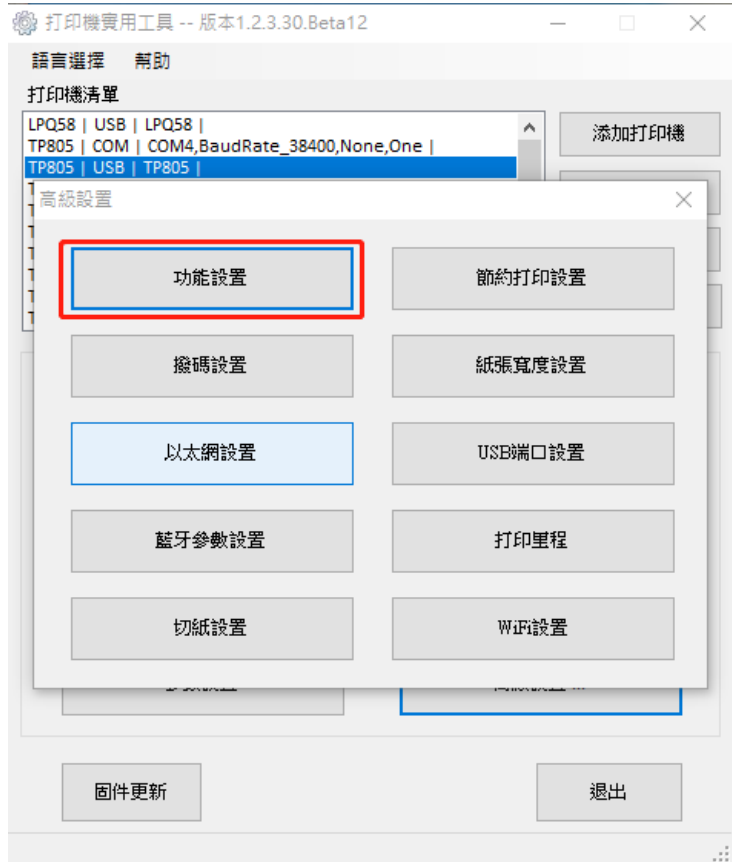 打印機實用工具 -- 版本1.2.3.30.Beta12
語言選擇 幫助
打印機清單
LPQ58 | USB | LPQ58 |
TP805 | COM | COM4,BaudRate_38400,None,One |
TP805 | USB | TP805 |
添加打印機
高級設置
功能設置
節約打印設置
撥碼設置
紙張寬度設置
以太網設置
USB端口設置
藍牙參數設置
打印里程
切紙設置
WiFi設置
固件更新
退出